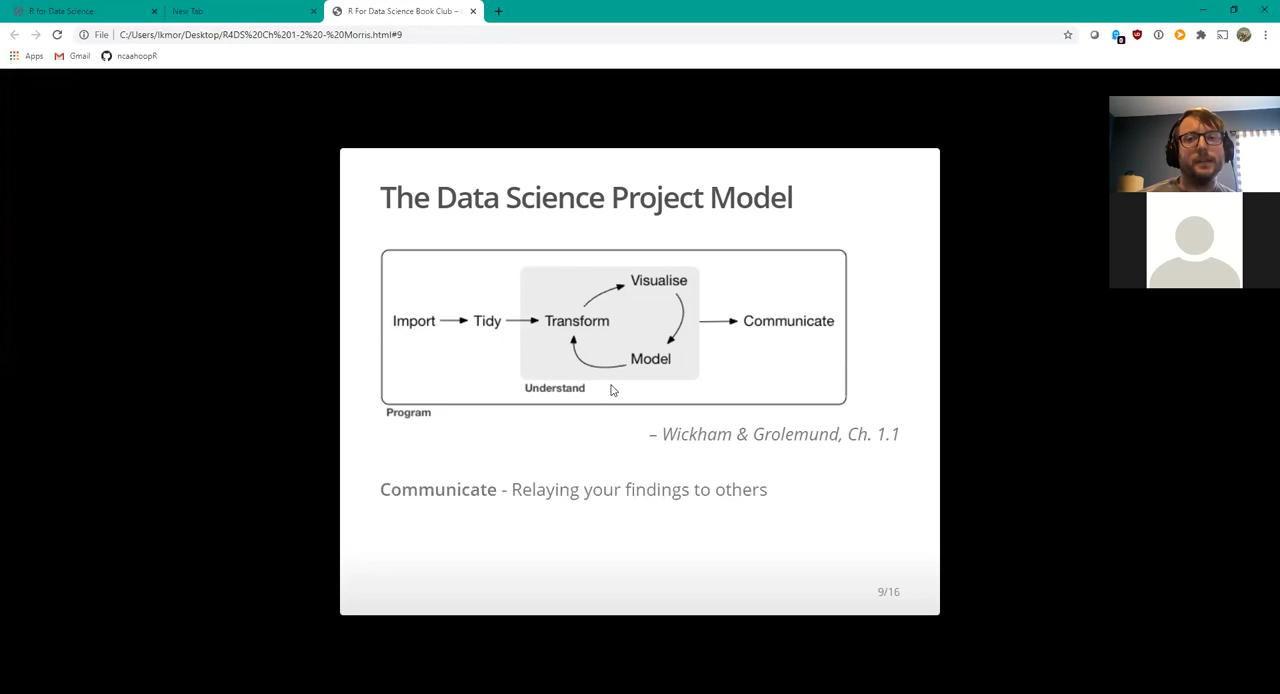 R for Data Science
New Tab
R For Data Science Book Club –
File
C:/Users/lkmor/Desktop/R4DS%20Ch%201-2%20-%20Morris.html#9
Apps
Gmail
ncaahoopR
The Data Science Project Model
Visualise
Import
Tidy
Transform
Communicate
Model
Understand
Program
– Wickham & Grolemund, Ch. 1.1
Communicate - Relaying your findings to others
9/16